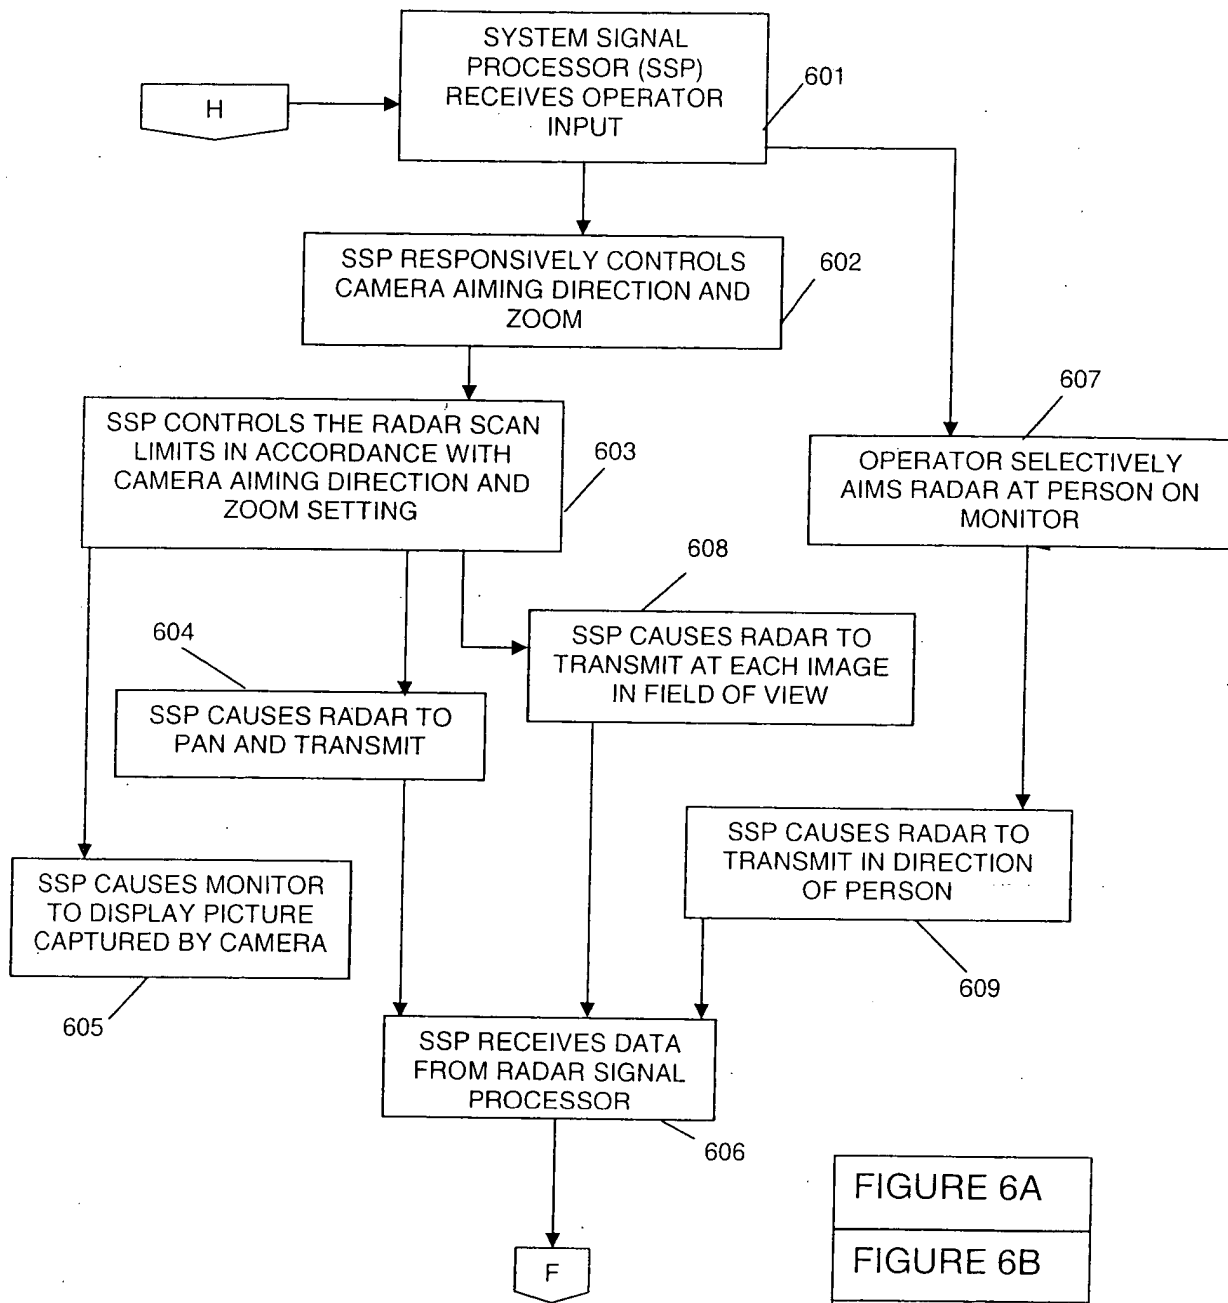 SYSTEM SIGNAL
PROCESSOR (SSP)
RECEIVES OPERATOR
INPUT
601
H
SSP RESPONSIVELY CONTROLS
CAMERA AIMING DIRECTION AND
ZOOM
602
SSP CONTROLS THE RADAR SCAN
LIMITS IN ACCORDANCE WITH
CAMERA AIMING DIRECTION AND
ZOOM SETTING
603
607
OPERATOR SELECTIVELY
AIMS RADAR AT PERSON ON
MONITOR
608
SSP CAUSES RADAR TO
TRANSMIT AT EACH IMAGE
IN FIELD OF VIEW
604
SSP CAUSES RADAR TO
PAN AND TRANSMIT
SSP CAUSES RADAR TO
TRANSMIT IN DIRECTION
OF PERSON
609
SSP CAUSES MONITOR
TO DISPLAY PICTURE
CAPTURED BY CAMERA
605
SSP RECEIVES DATA
FROM RADAR SIGNAL
PROCESSOR
606
F
FIGURE 6A
FIGURE 6B